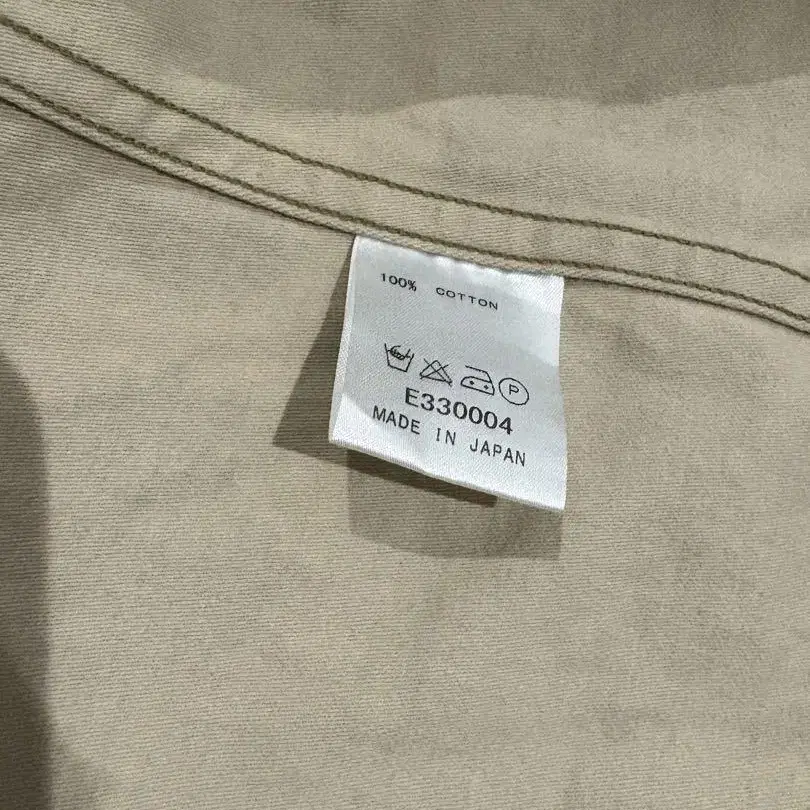 100% COTTON
P
E330004
MADE IN JAPAN